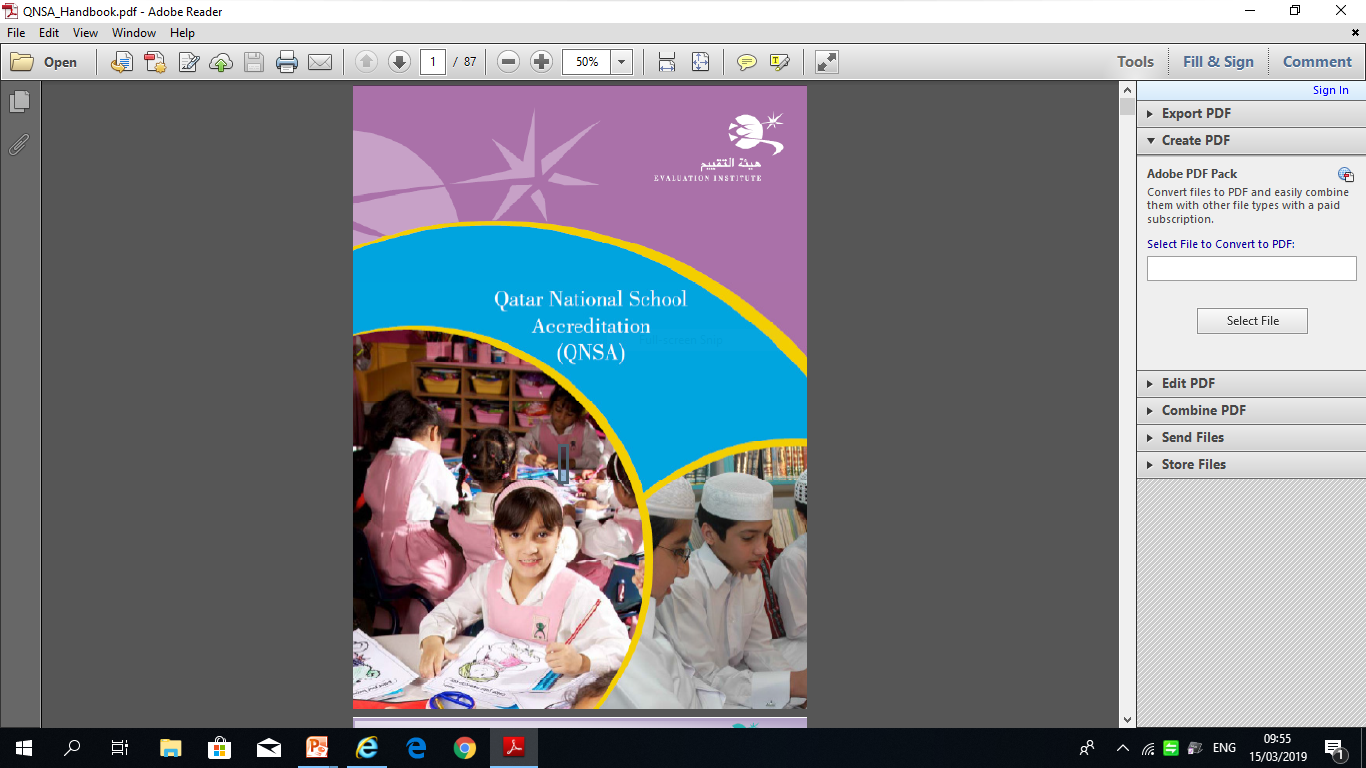 QNSA_Handbook.pdf - Adobe Reader
File Edit View Window Help
Open 1 / 87 50% Tools Fill & Sign Comment
Sign In
Export PDF
Create PDF
Adobe PDF Pack
Convert files to PDF and easily combine
them with other file types with a paid
subscription.
Select File to Convert to PDF:
Select File
Edit PDF
Combine PDF
Send Files
Store Files
هيئة التقييم
EVALUATION INSTITUTE
Qatar National School
Accreditation
(QNSA)
ENG
09:55
15/03/2019
1